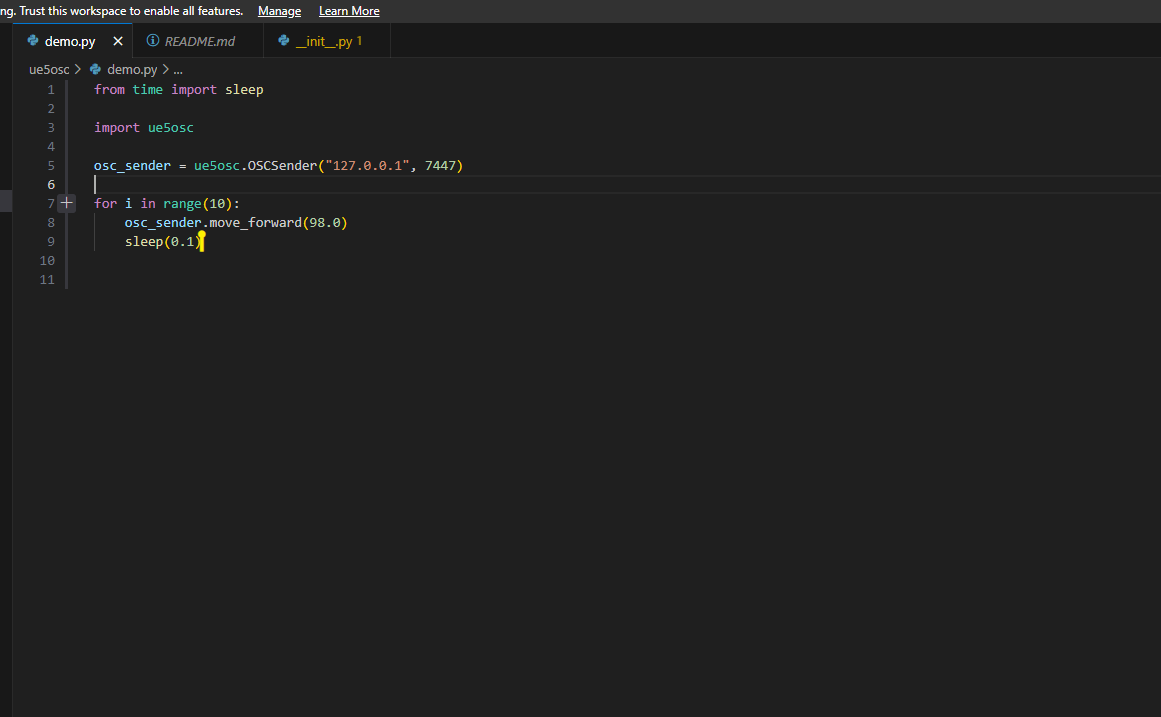 ng. Trust this workspace to enable all features. Manage Learn More
demo.py README.md __init__.py 1
ue5osc > demo.py > ...
1 from time import sleep
2
3 import ue5osc
4
5 osc_sender = ue5osc.OSCSender("127.0.0.1", 7447)
6
7 for i in range(10):
8     osc_sender.move_forward(98.0)
9     sleep(0.1)
10
11